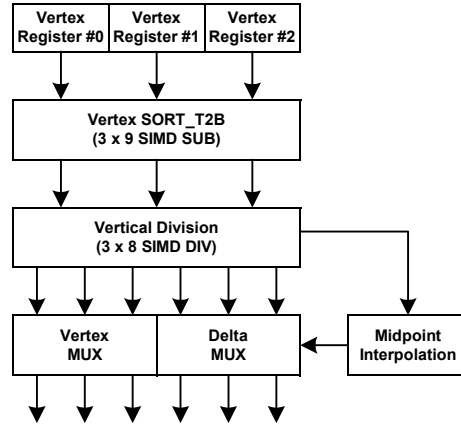 Vertex Register #0
Vertex Register #1
Vertex Register #2
Vertex SORT_T2B
(3 x 9 SIMD SUB)
Vertical Division
(3 x 8 SIMD DIV)
Vertex
MUX
Delta
MUX
Midpoint
Interpolation